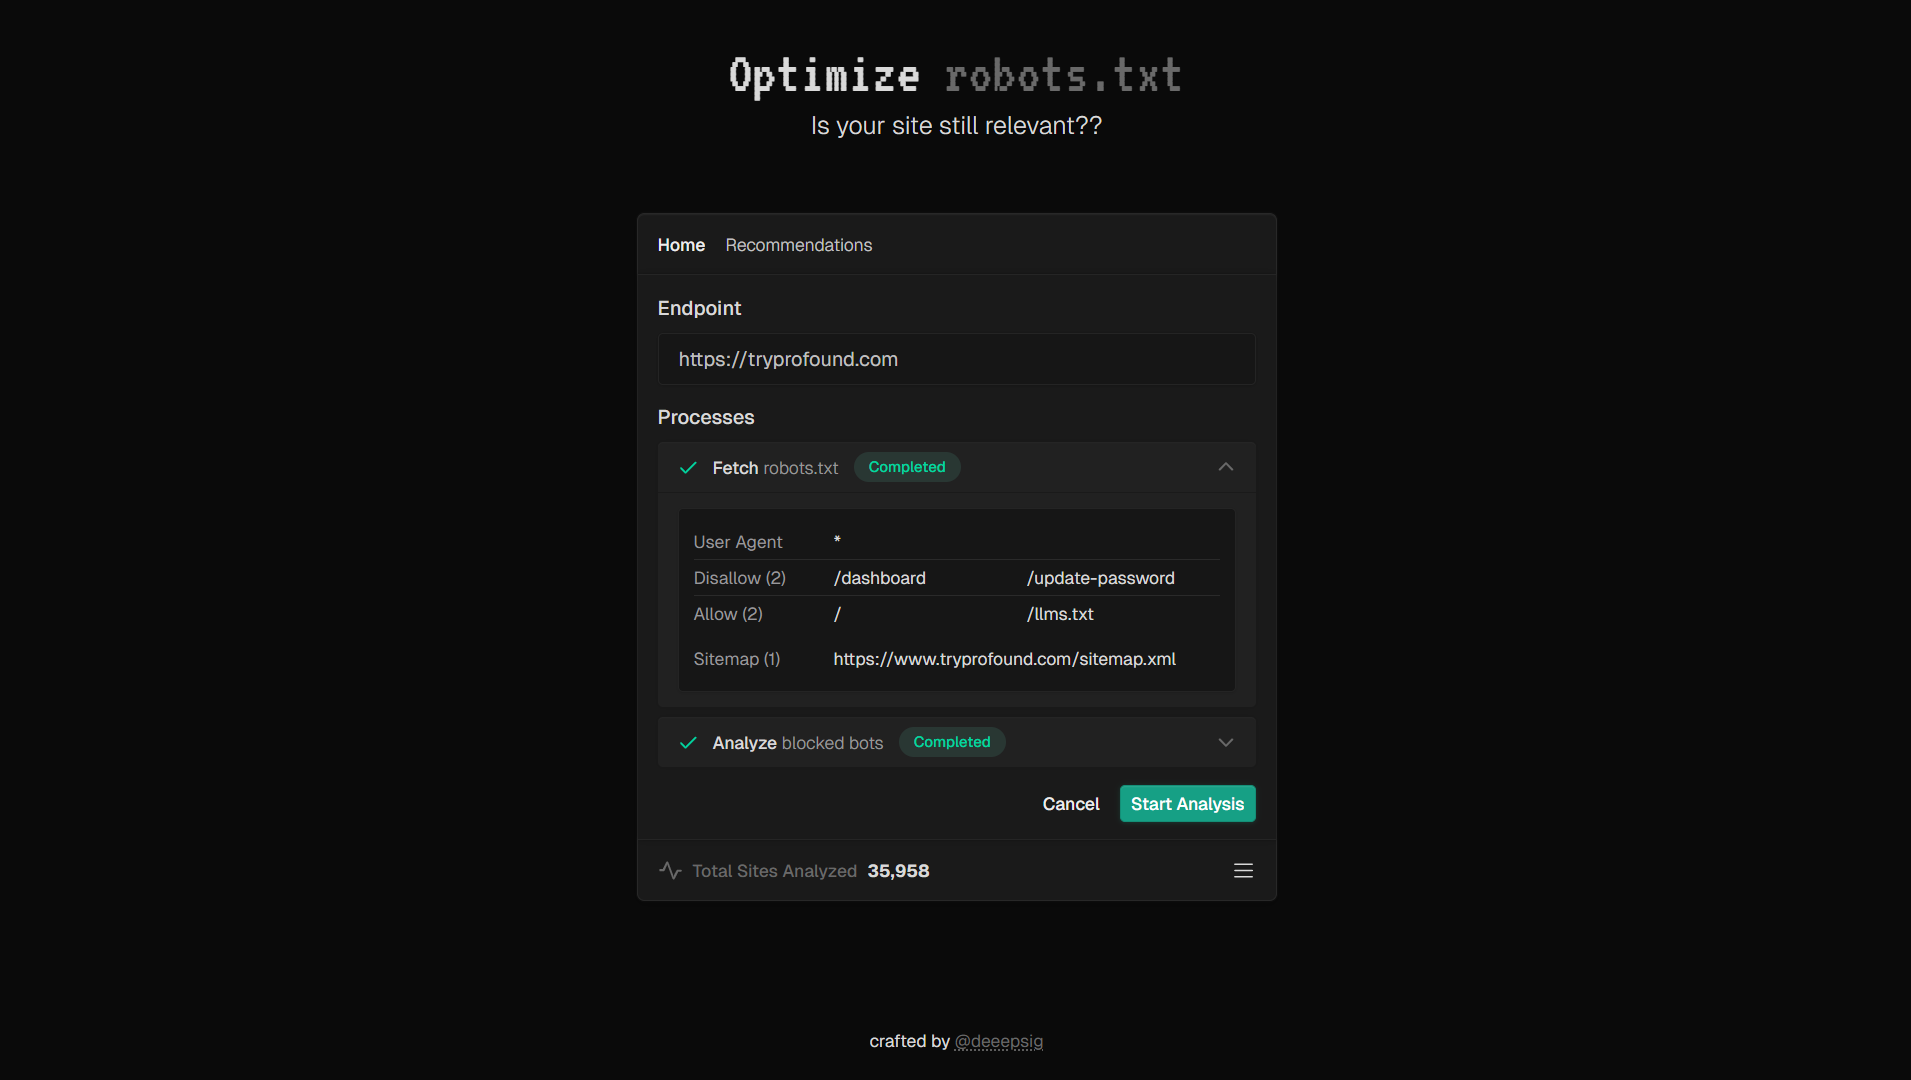 Optimize robots.txt
Is your site still relevant??
Home Recommendations
Endpoint
https://tryprofound.com
Processes
Fetch robots.txt Completed
User Agent *
Disallow (2) /dashboard /update-password
Allow (2) / /llms.txt
Sitemap (1) https://www.tryprofound.com/sitemap.xml
Analyze blocked bots Completed
Cancel Start Analysis
Total Sites Analyzed 35,958
crafted by @deeepsig